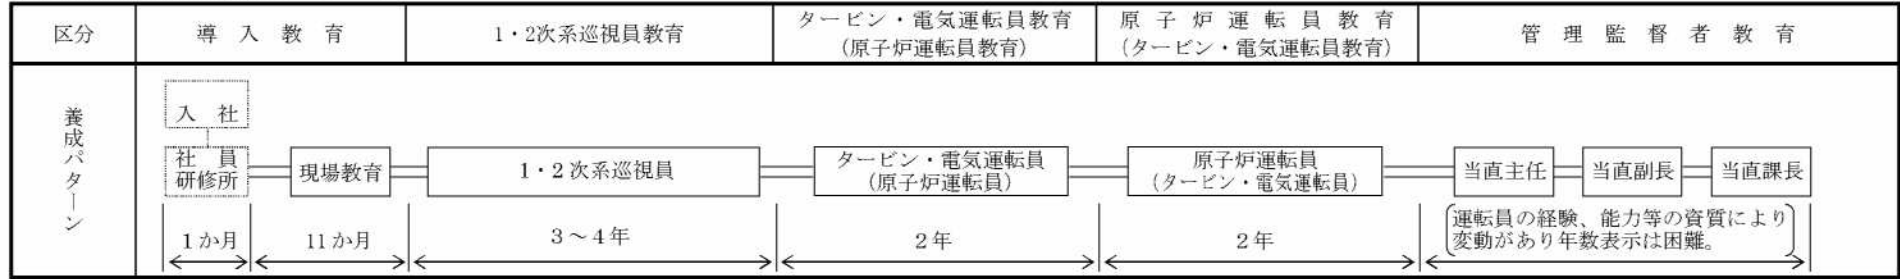 区分
導入教育
1・2次系巡視員教育
タービン・電気運転員教育
(原子炉運転員教育)
原子炉運転員教育
(タービン・電気運転員教育)
管理監督者教育
養成パターン
入社
社員
研修所
現場教育
1・2次系巡視員
タービン・電気運転員
(原子炉運転員)
原子炉運転員
(タービン・電気運転員)
当直主任
当直副長
当直課長
1か月
11か月
3～4年
2年
2年
運転員の経験、能力等の資質により
変動があり年数表示は困難。